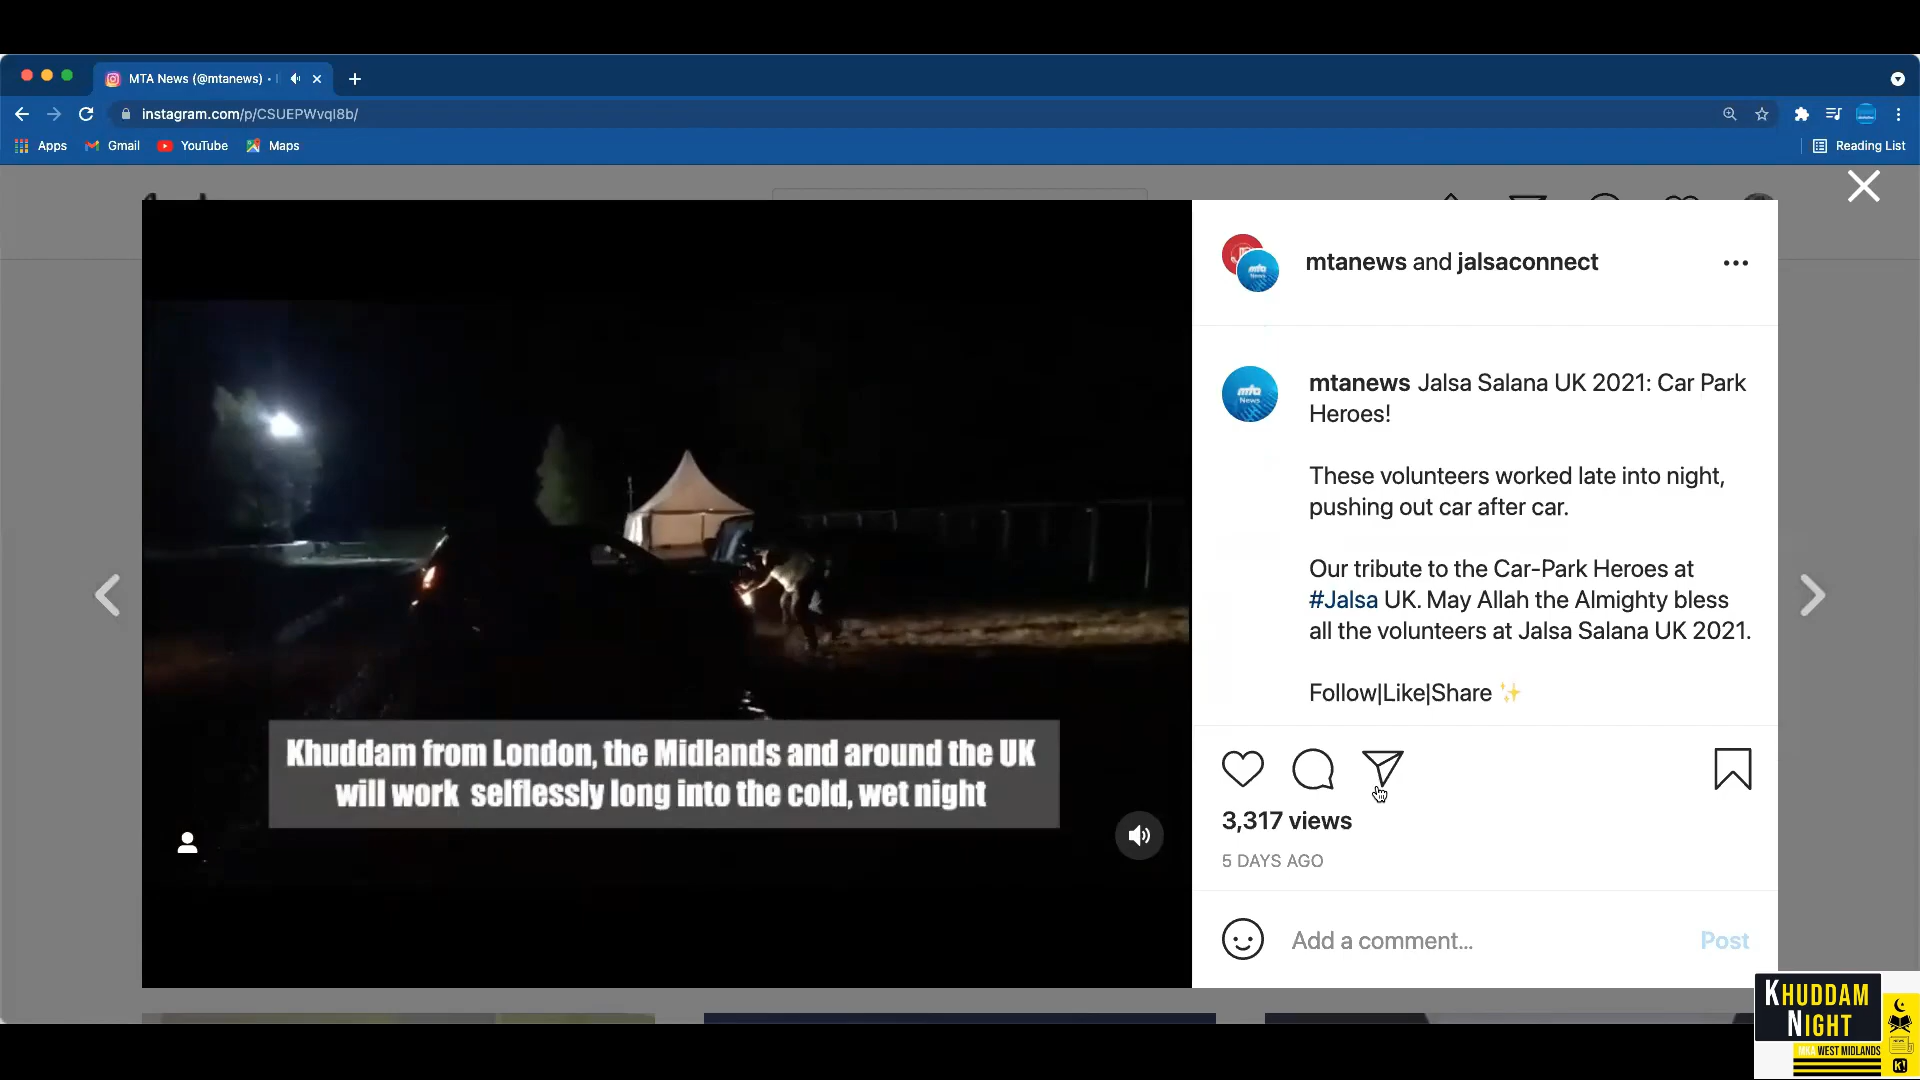 MTA News (@mtanews) •
instagram.com/p/CSUEPWvqI8b/
Apps
Gmail
YouTube
Maps
Reading List
mtanews and jalsaconnect
mta
News
mtanews Jalsa Salana UK 2021: Car Park
Heroes!
These volunteers worked late into night,
pushing out car after car.
Our tribute to the Car-Park Heroes at
#Jalsa UK. May Allah the Almighty bless
all the volunteers at Jalsa Salana UK 2021.
Follow|Like|Share ✨
Khuddam from London, the Midlands and around the UK
will work selflessly long into the cold, wet night
3,317 views
5 DAYS AGO
Add a comment...
Post
KHUDDAM
NIGHT
MKA WEST MIDLANDS